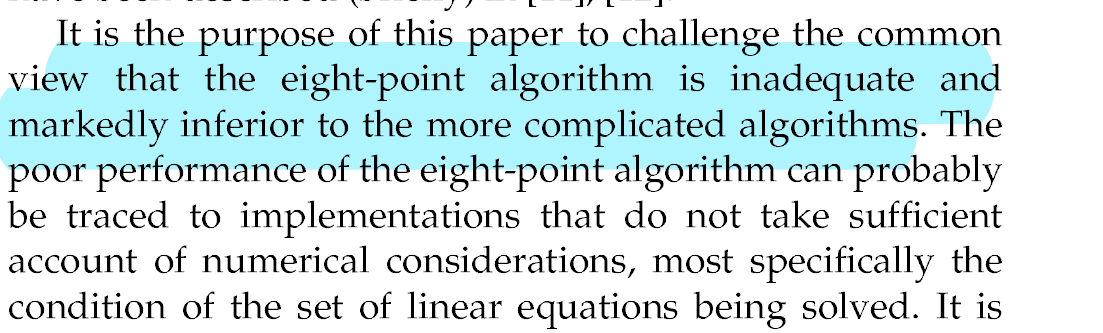 It is the purpose of this paper to challenge the common
view that the eight-point algorithm is inadequate and
markedly inferior to the more complicated algorithms. The
poor performance of the eight-point algorithm can probably
be traced to implementations that do not take sufficient
account of numerical considerations, most specifically the
condition of the set of linear equations being solved. It is